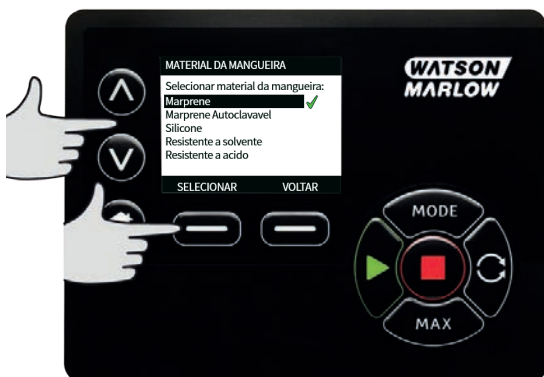 MATERIAL DA MANGUEIRA
Selecionar material da mangueira:
Marprene
Marprene Autoclavavel
Silicone
Resistente a solvente
Resistente a acido
SELECIONAR VOLTAR
WATSON
MARLOW
MODE
MAX